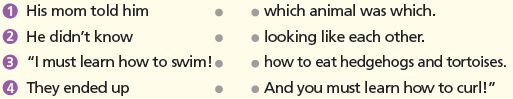 1 His mom told him • • which animal was which.
2 He didn't know • • looking like each other.
3 "I must learn how to swim! • • how to eat hedgehogs and tortoises.
4 They ended up • • And you must learn how to curl!"